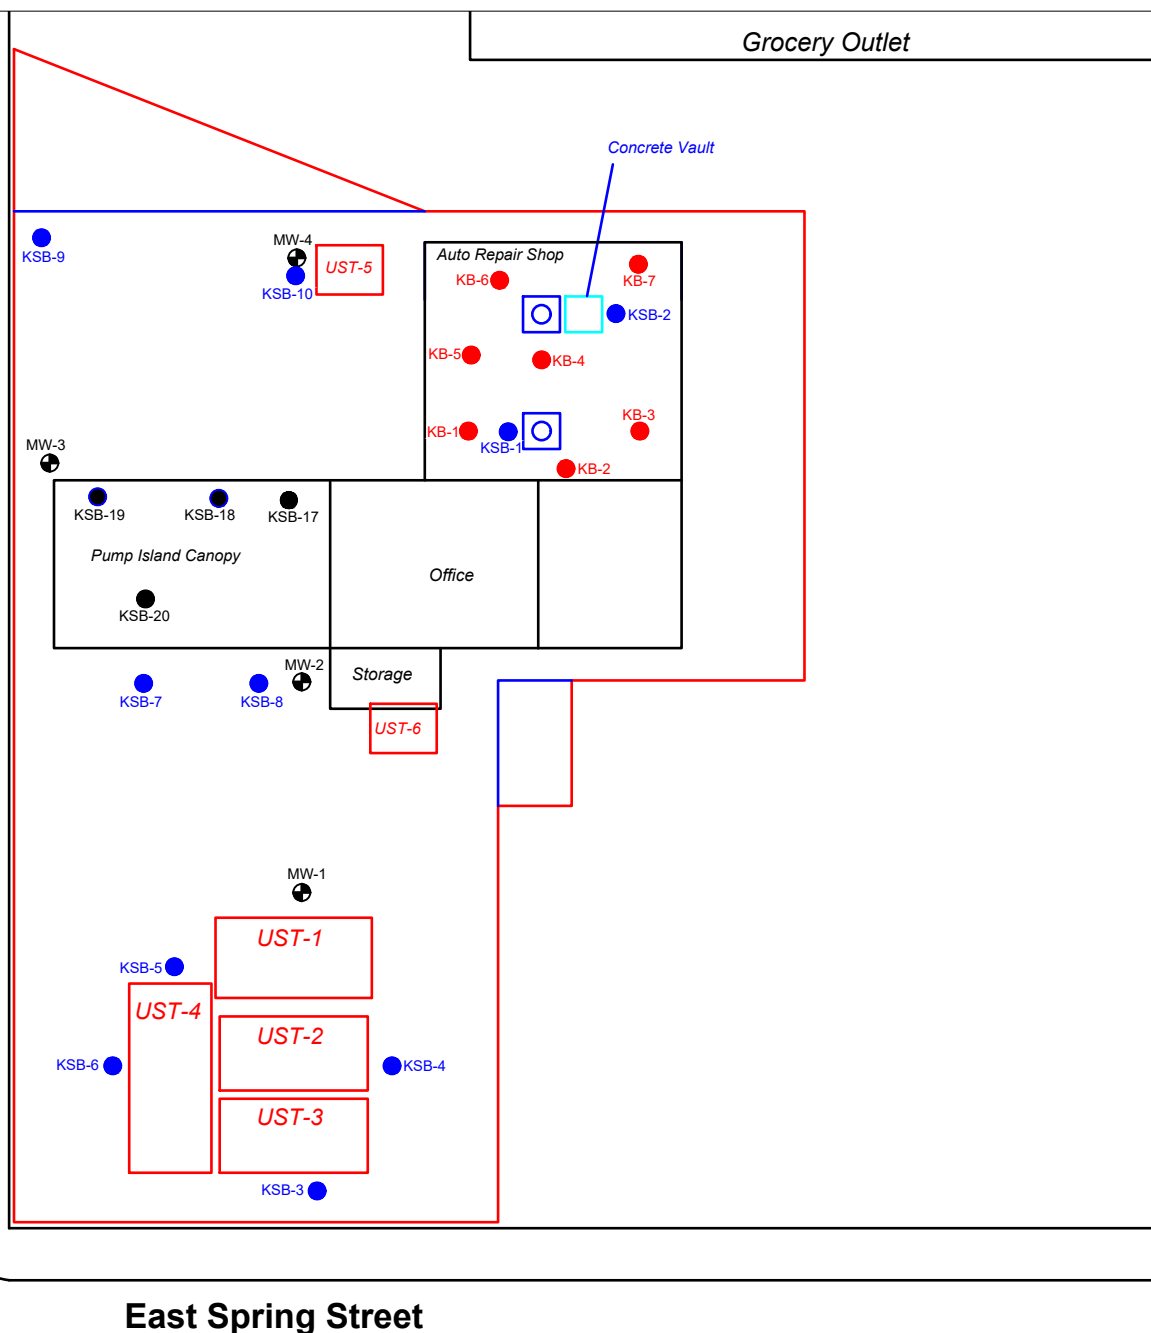 Grocery Outlet
Concrete Vault
KSB-9
MW-4
UST-5
KSB-10
Auto Repair Shop
KB-6
KB-7
KSB-2
KB-5
KB-4
KB-1
KSB-1
KB-3
KB-2
MW-3
KSB-19
KSB-18
KSB-17
Pump Island Canopy
Office
KSB-20
KSB-7
KSB-8
MW-2
Storage
UST-6
MW-1
UST-1
KSB-5
UST-4
UST-2
KSB-6
KSB-4
UST-3
KSB-3
East Spring Street